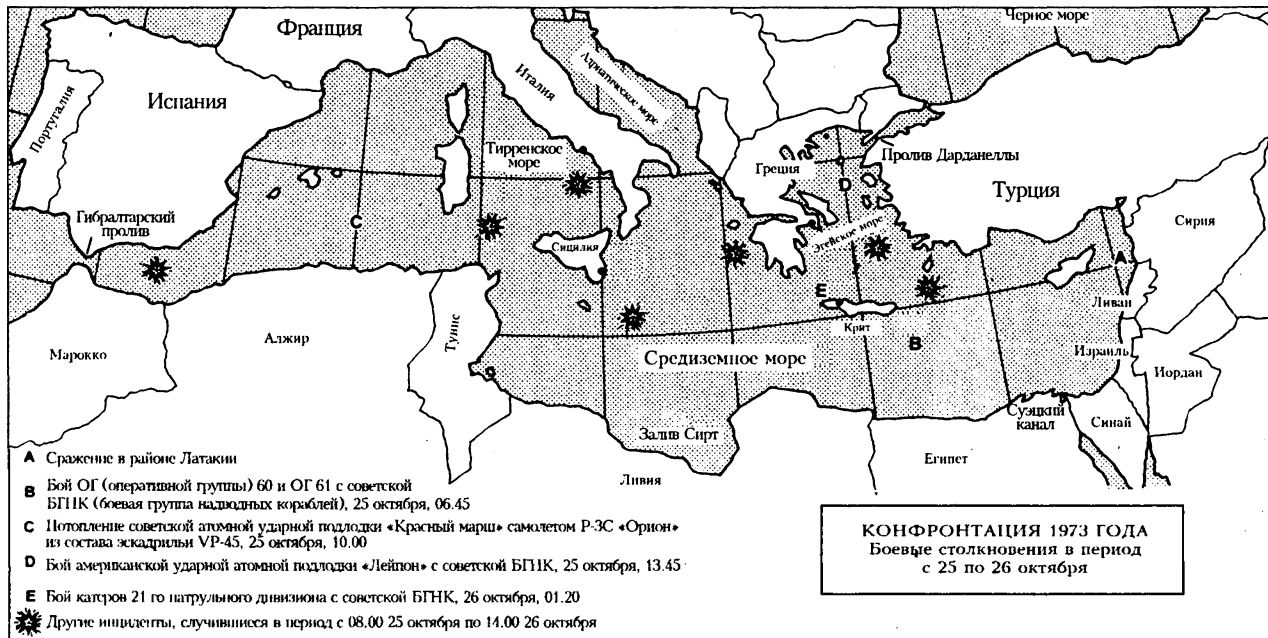 Франция
Черное море
Италия
Адриатическое море
Португалия
Испания
Тирренское
море
Греция
D
Пролив Дарданеллы
Турция
Сирия
Гибралтарский
пролив
C
Сицилия
Эгейское море
A
E
Крит
B
Ливан
Марокко
Алжир
Тунис
Средиземное море
Израиль
Иордан
Суэцкий
канал
Синай
Залив Сирт
Ливия
Египет
A Сражение в районе Латакии
B Бой ОГ (оперативной группы) 60 и ОГ 61 с советской
БГНК (боевая группа надводных кораблей), 25 октября, 06.45
C Потопление советской атомной ударной подлодки «Красный марш» самолетом Р-3С «Орион»
из состава эскадрильи VP-45, 25 октября, 10.00
D Бой американской ударной атомной подлодки «Лейпон» с советской БГНК, 25 октября, 13.45
E Бой катеров 21 го патрульного дивизиона с советской БГНК, 26 октября, 01.20
Другие инциденты, случившиеся в период с 08.00 25 октября по 14.00 26 октября
КОНФРОНТАЦИЯ 1973 ГОДА
Боевые столкновения в период
с 25 по 26 октября